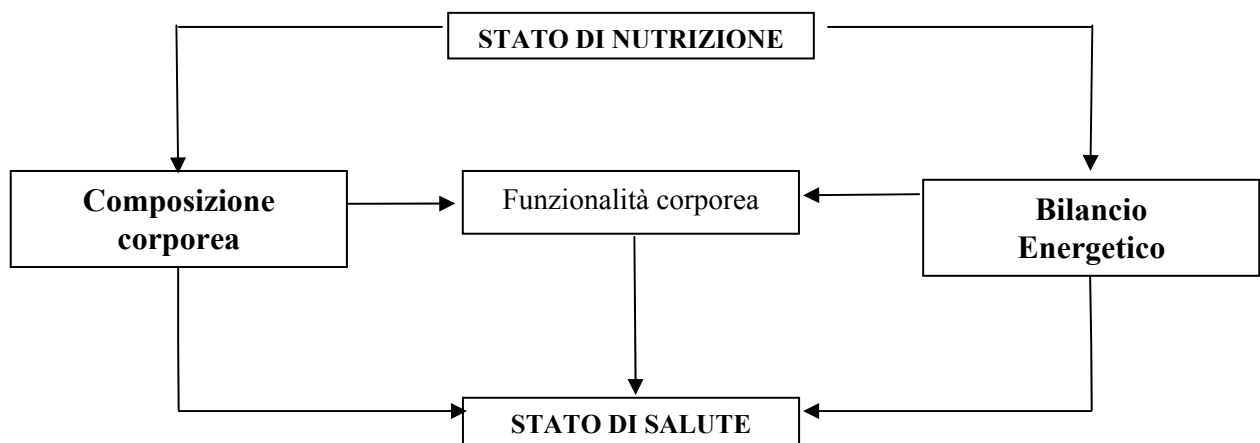 STATO DI NUTRIZIONE
Composizione
corporea
Funzionalità corporea
Bilancio
Energetico
STATO DI SALUTE